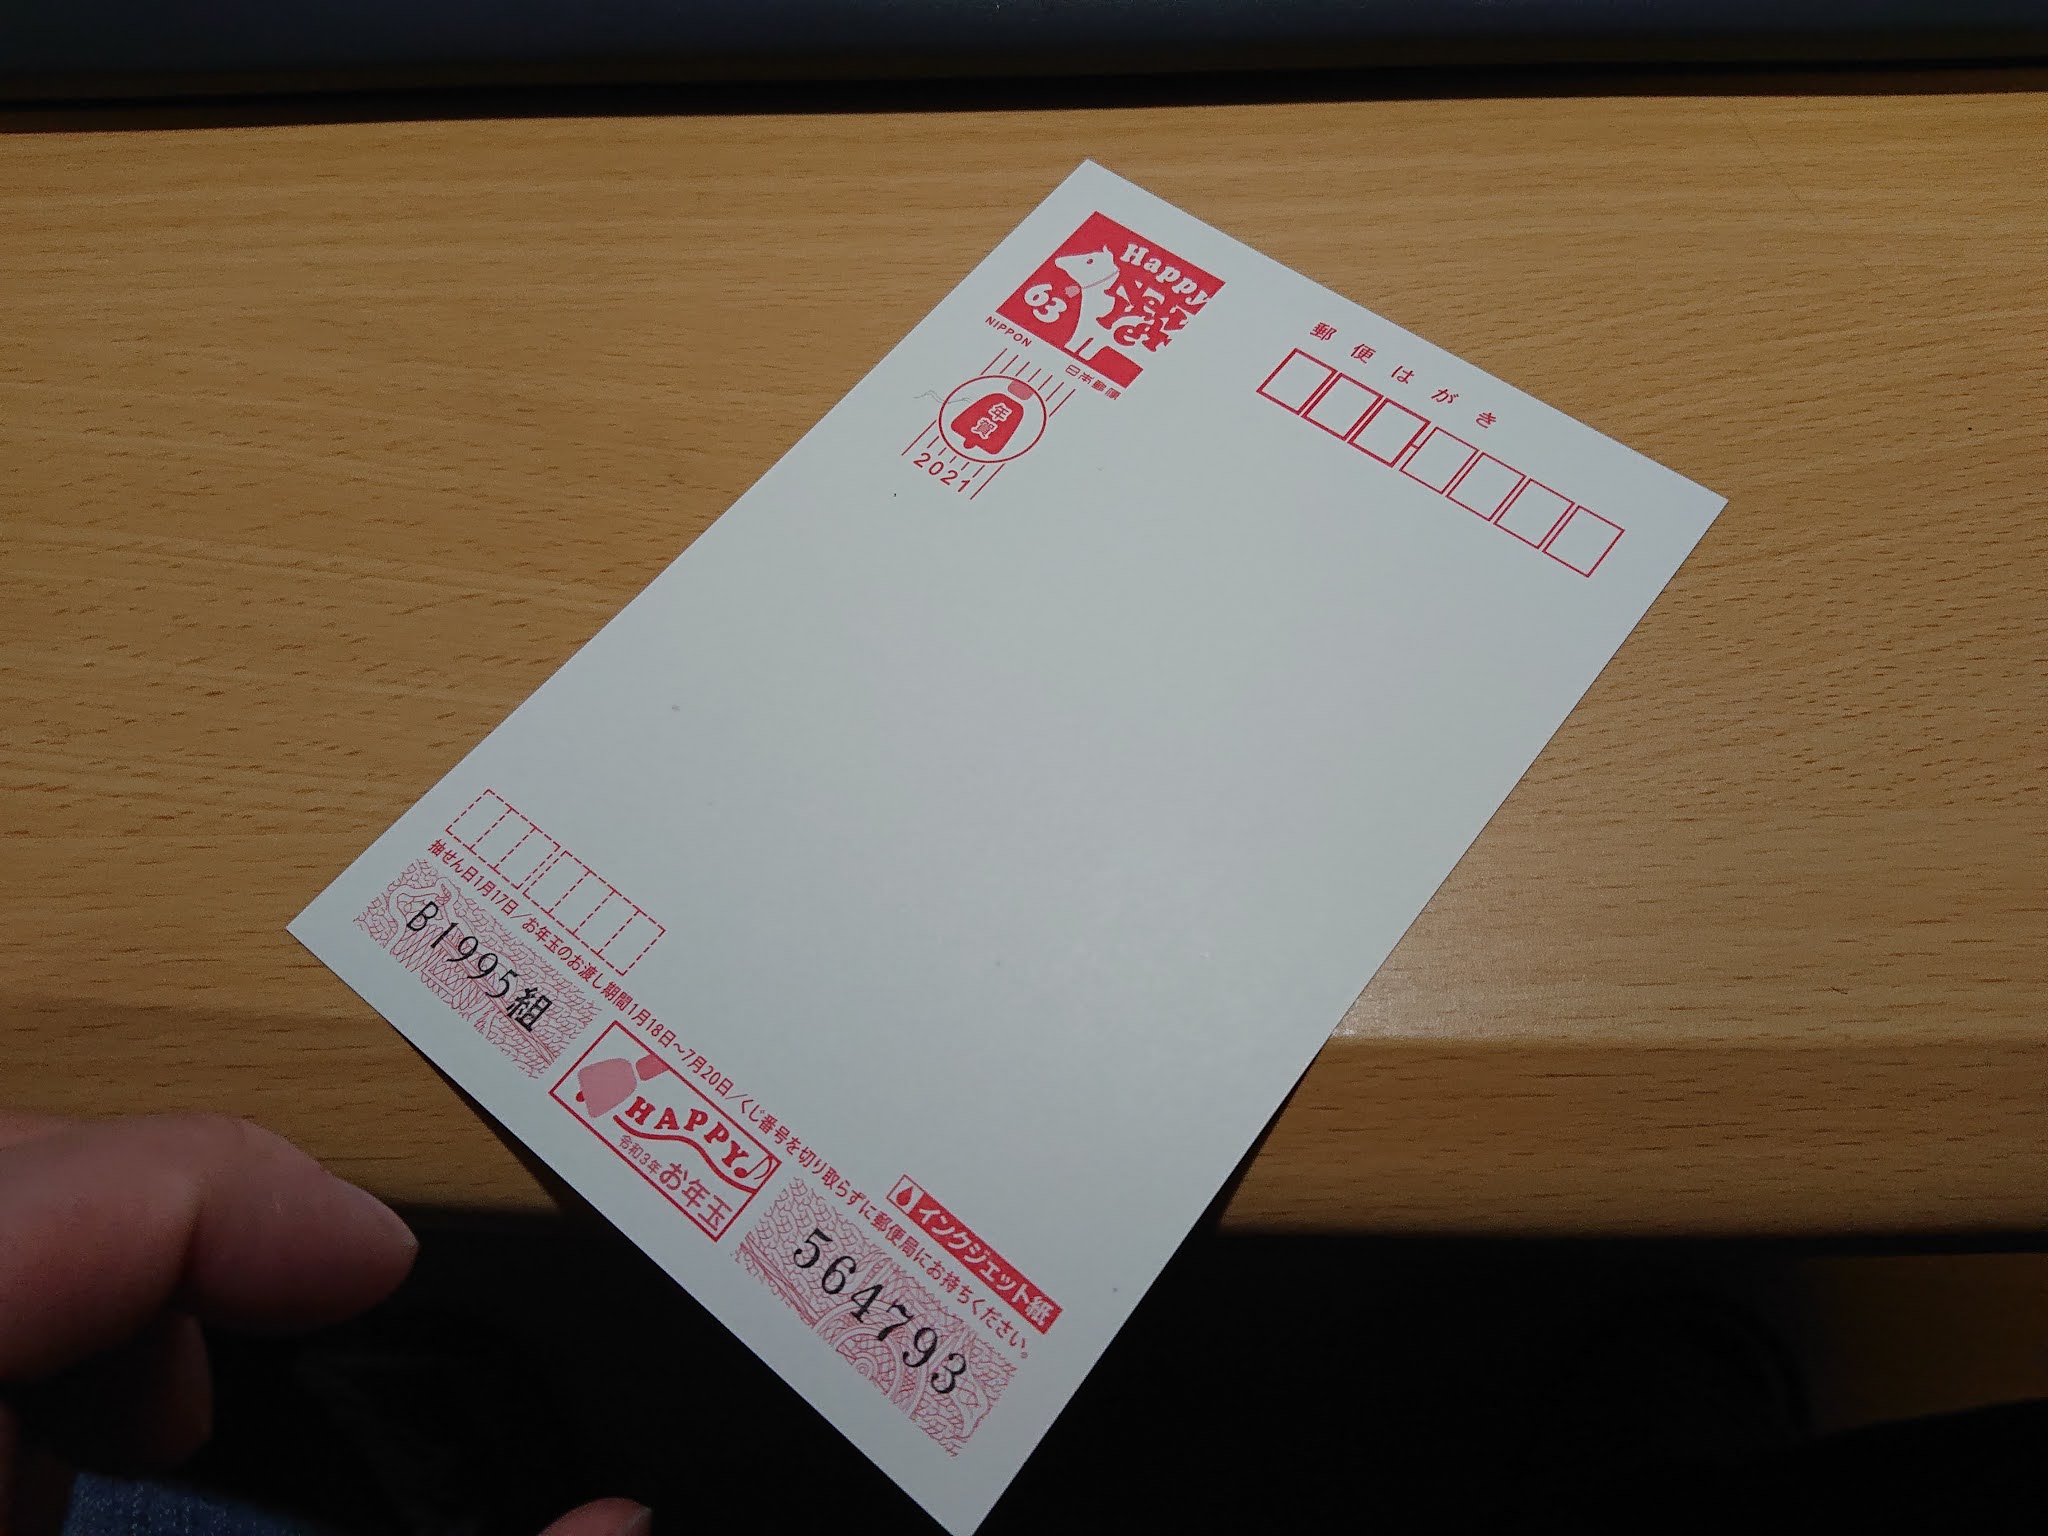 Happy
63
NIPPON
日本郵便
年賀
2021
郵便はがき
抽せん日1月17日/お年玉のお渡し期間1月18日~7月20日/くじ番号を切り取らずに郵便局にお持ちください。
B1995組
HAPPY
令和3年
お年玉
インクジェット紙
564793